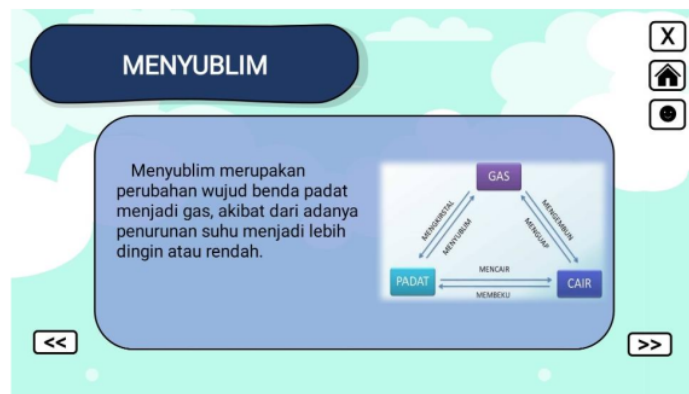 MENYUBLIM
X
Menyublim merupakan
perubahan wujud benda padat
menjadi gas, akibat dari adanya
penurunan suhu menjadi lebih
dingin atau rendah.
GAS
MENGKRISTAL
MENYUBLIM
MENGEMBUN
MENGUAP
PADAT
MENCAIR
MEMBEKU
CAIR
<<
>>